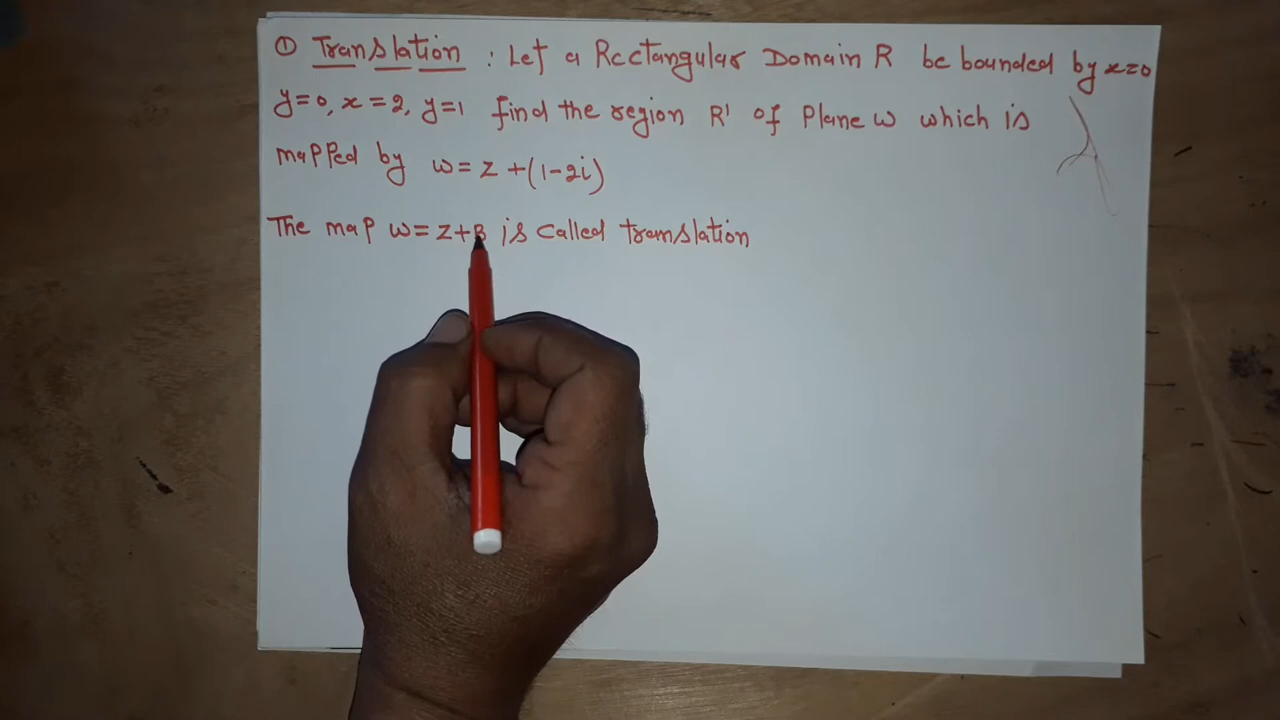 ① Translation : Let a Rectangular Domain R be bounded by x=0
y=0, x=2, y=1 find the region R' of Plane w which is
mapped by w=z+(1-2i)
The map w=z+B is called translation